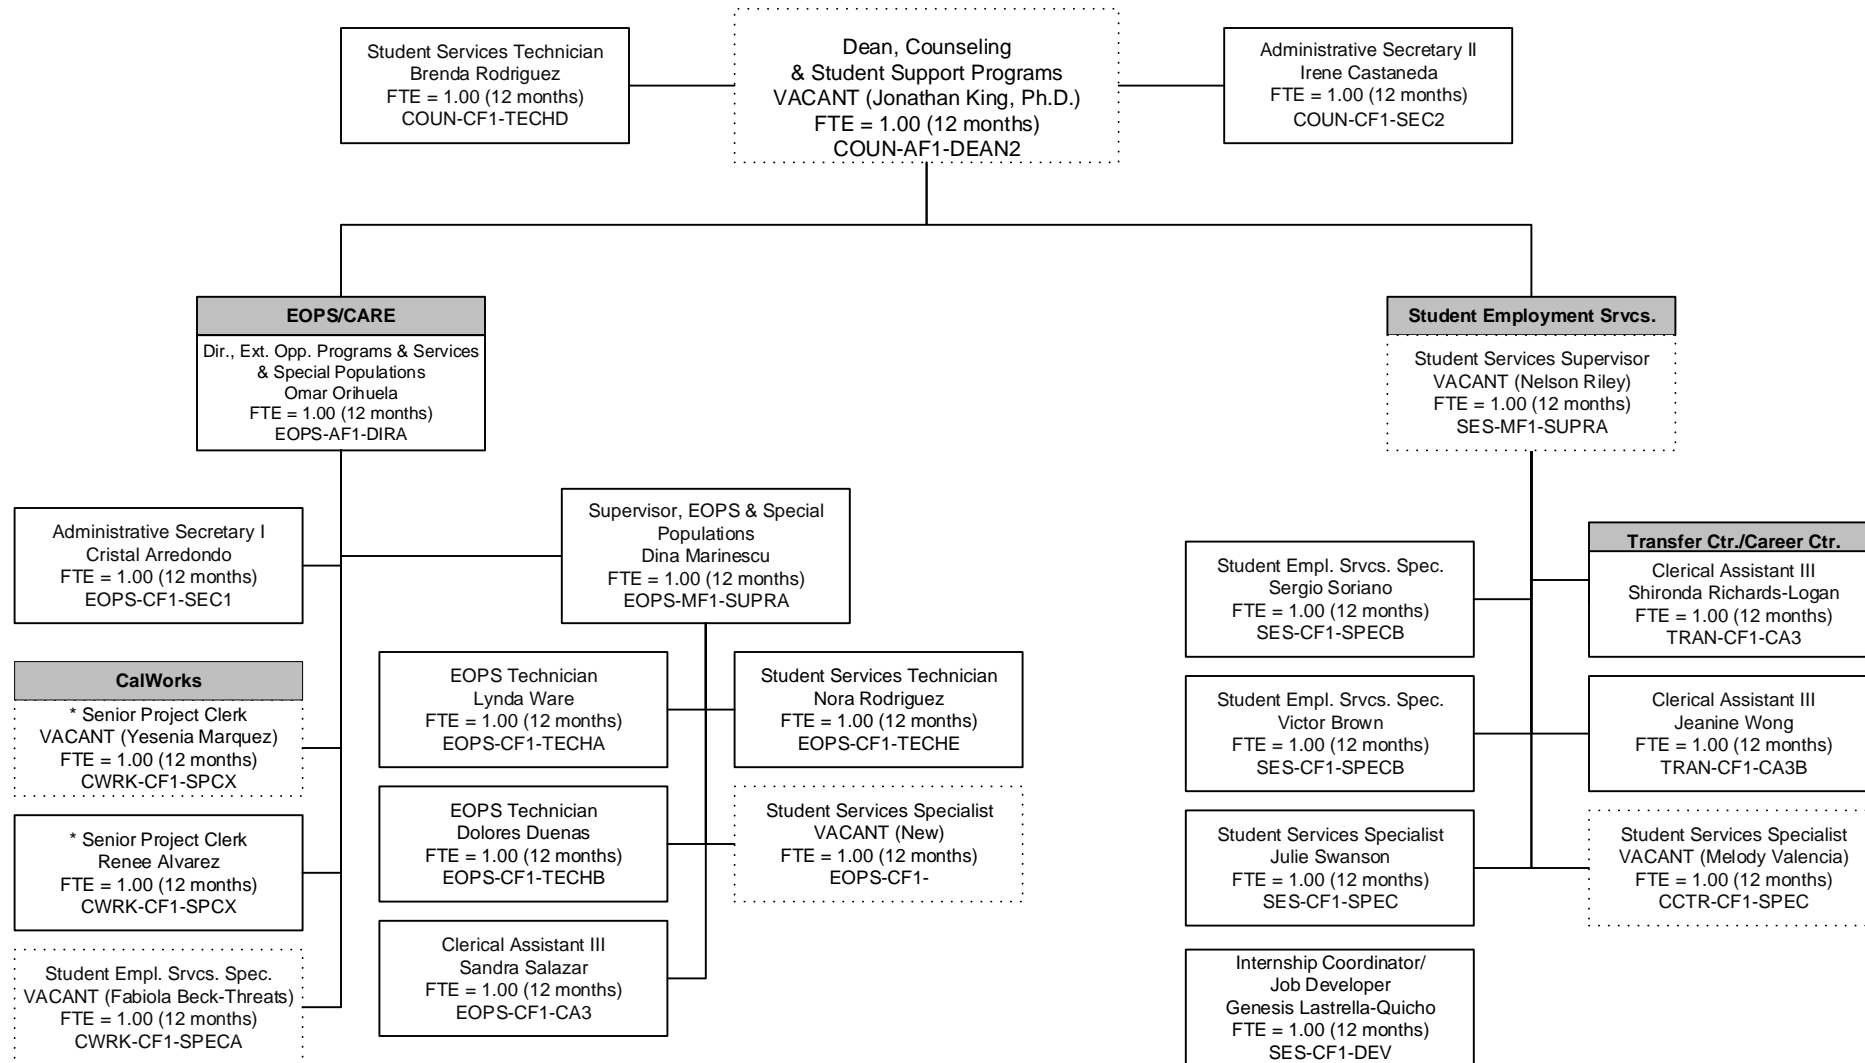 Student Services Technician
Brenda Rodriguez
FTE = 1.00 (12 months)
COUN-CF1-TECHD
Dean, Counseling
& Student Support Programs
VACANT (Jonathan King, Ph.D.)
FTE = 1.00 (12 months)
COUN-AF1-DEAN2
Administrative Secretary II
Irene Castaneda
FTE = 1.00 (12 months)
COUN-CF1-SEC2
EOPS/CARE
Dir., Ext. Opp. Programs & Services
& Special Populations
Omar Orihuela
FTE = 1.00 (12 months)
EOPS-AF1-DIRA
Administrative Secretary I
Cristal Arredondo
FTE = 1.00 (12 months)
EOPS-CF1-SEC1
CalWorks
* Senior Project Clerk
VACANT (Yesenia Marquez)
FTE = 1.00 (12 months)
CWRK-CF1-SPCX
* Senior Project Clerk
Renee Alvarez
FTE = 1.00 (12 months)
CWRK-CF1-SPCX
Student Empl. Srvcs. Spec.
VACANT (Fabiola Beck-Threats)
FTE = 1.00 (12 months)
CWRK-CF1-SPECA
Supervisor, EOPS & Special
Populations
Dina Marinescu
FTE = 1.00 (12 months)
EOPS-MF1-SUPRA
EOPS Technician
Lynda Ware
FTE = 1.00 (12 months)
EOPS-CF1-TECHA
Student Services Technician
Nora Rodriguez
FTE = 1.00 (12 months)
EOPS-CF1-TECHE
EOPS Technician
Dolores Duenas
FTE = 1.00 (12 months)
EOPS-CF1-TECHB
Student Services Specialist
VACANT (New)
FTE = 1.00 (12 months)
EOPS-CF1-
Clerical Assistant III
Sandra Salazar
FTE = 1.00 (12 months)
EOPS-CF1-CA3
Student Employment Srvcs.
Student Services Supervisor
VACANT (Nelson Riley)
FTE = 1.00 (12 months)
SES-MF1-SUPRA
Student Empl. Srvcs. Spec.
Sergio Soriano
FTE = 1.00 (12 months)
SES-CF1-SPECB
Student Empl. Srvcs. Spec.
Victor Brown
FTE = 1.00 (12 months)
SES-CF1-SPECB
Student Services Specialist
Julie Swanson
FTE = 1.00 (12 months)
SES-CF1-SPEC
Internship Coordinator/
Job Developer
Genesis Lastrella-Quicho
FTE = 1.00 (12 months)
SES-CF1-DEV
Transfer Ctr./Career Ctr.
Clerical Assistant III
Shironda Richards-Logan
FTE = 1.00 (12 months)
TRAN-CF1-CA3
Clerical Assistant III
Jeanine Wong
FTE = 1.00 (12 months)
TRAN-CF1-CA3B
Student Services Specialist
VACANT (Melody Valencia)
FTE = 1.00 (12 months)
CCTR-CF1-SPEC